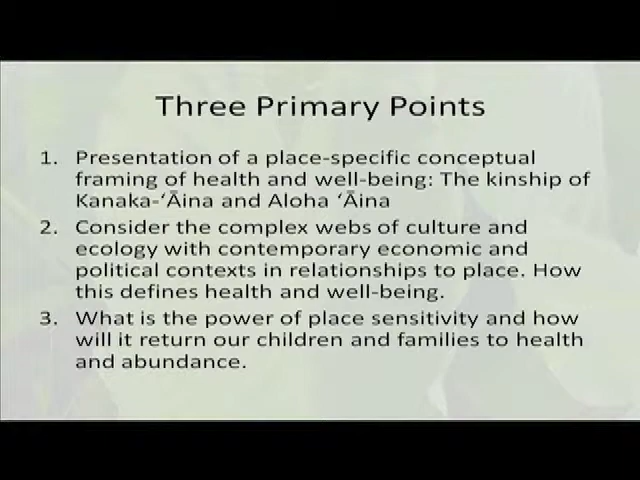 Three Primary Points
1. Presentation of a place-specific conceptual
framing of health and well-being: The kinship of
Kanaka-ʻĀina and Aloha ʻĀina
2. Consider the complex webs of culture and
ecology with contemporary economic and
political contexts in relationships to place. How
this defines health and well-being.
3. What is the power of place sensitivity and how
will it return our children and families to health
and abundance.